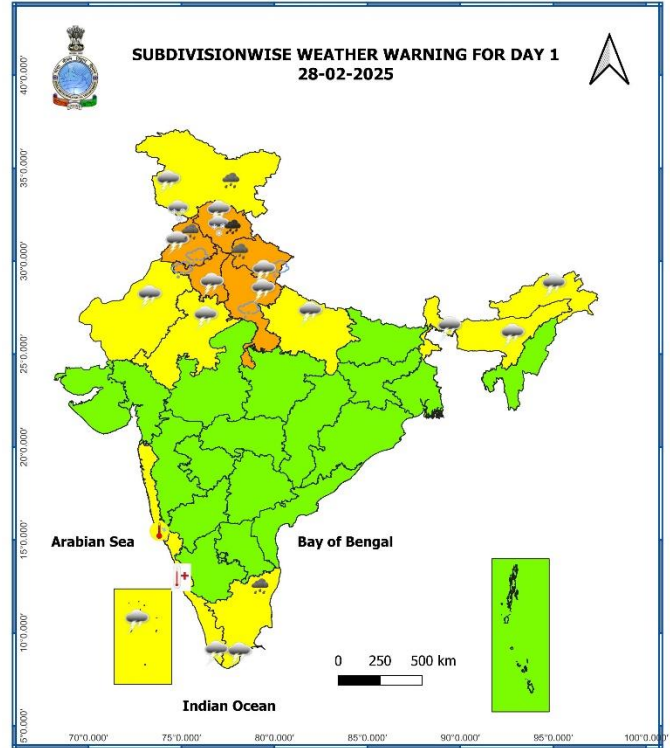 SUBDIVISIONWISE WEATHER WARNING FOR DAY 1
28-02-2025
40°0.000'
35°0.000'
30°0.000'
25°0.000'
20°0.000'
15°0.000'
10°0.000'
5°0.000'
Arabian Sea
Bay of Bengal
0 250 500 km
Indian Ocean
70°0.000' 75°0.000' 80°0.000' 85°0.000' 90°0.000' 95°0.000' 100°0.000'